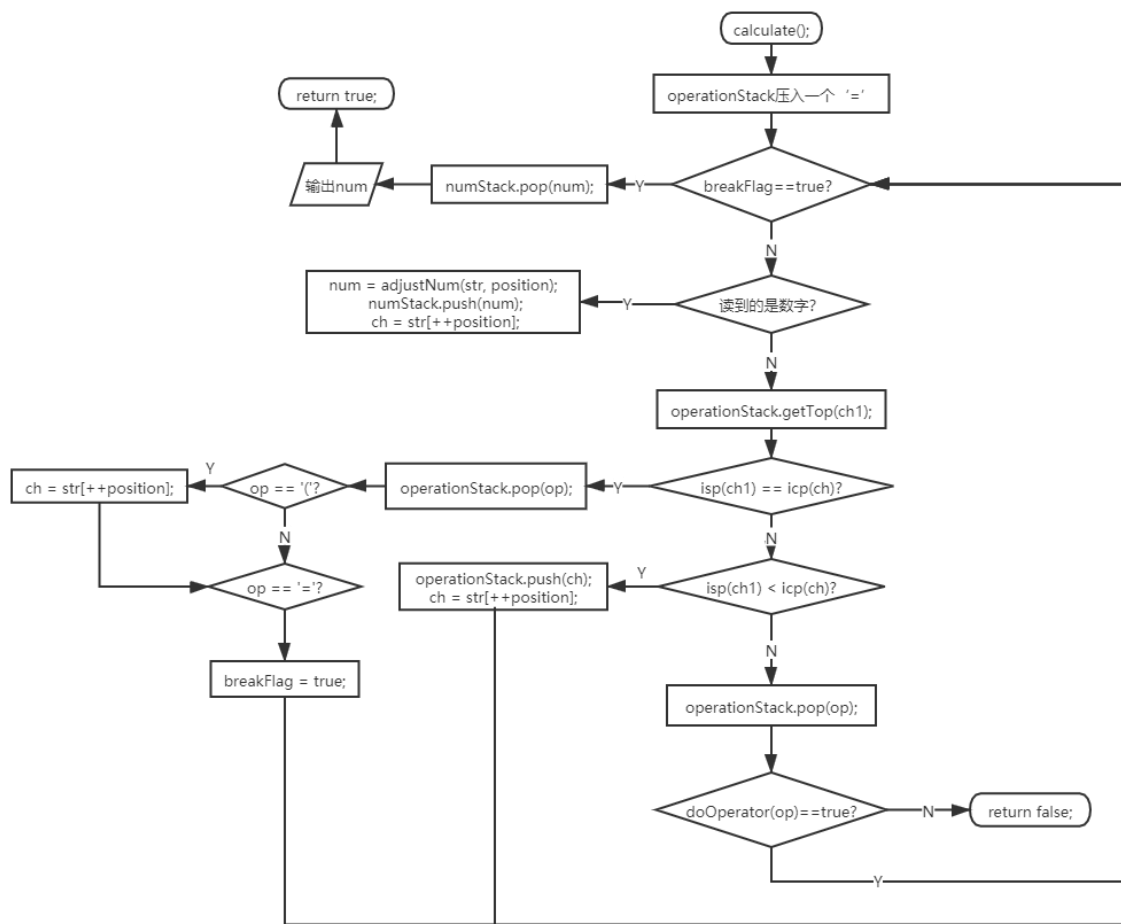 calculate();
operationStack压入一个‘=’
return true;
输出num
numStack.pop(num);
Y
breakFlag==true?
N
num = adjustNum(str, position);
numStack.push(num);
ch = str[++position];
Y
读到的是数字?
N
operationStack.getTop(ch1);
ch = str[++position];
Y
op == '('?
operationStack.pop(op);
Y
isp(ch1) == icp(ch)?
N
N
op == '='?
operationStack.push(ch);
ch = str[++position];
Y
isp(ch1) < icp(ch)?
N
breakFlag = true;
operationStack.pop(op);
doOperator(op)==true?
N
return false;
Y